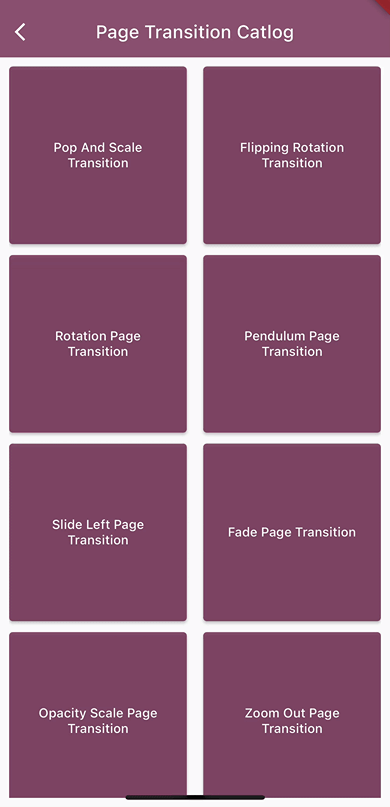 Page Transition Catlog
Pop And Scale
Transition
Flipping Rotation
Transition
Rotation Page
Transition
Pendulum Page
Transition
Slide Left Page
Transition
Fade Page Transition
Opacity Scale Page
Transition
Zoom Out Page
Transition